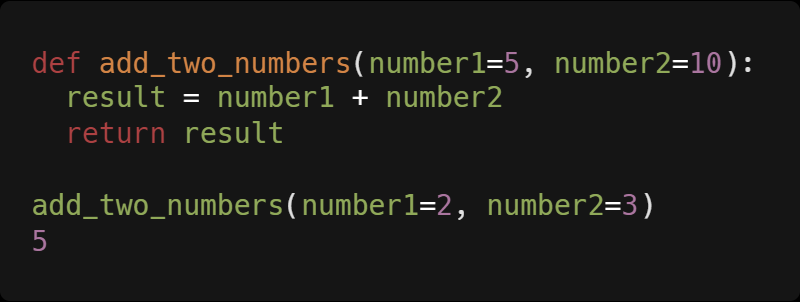 def add_two_numbers(number1=5, number2=10):
  result = number1 + number2
  return result

add_two_numbers(number1=2, number2=3)
5